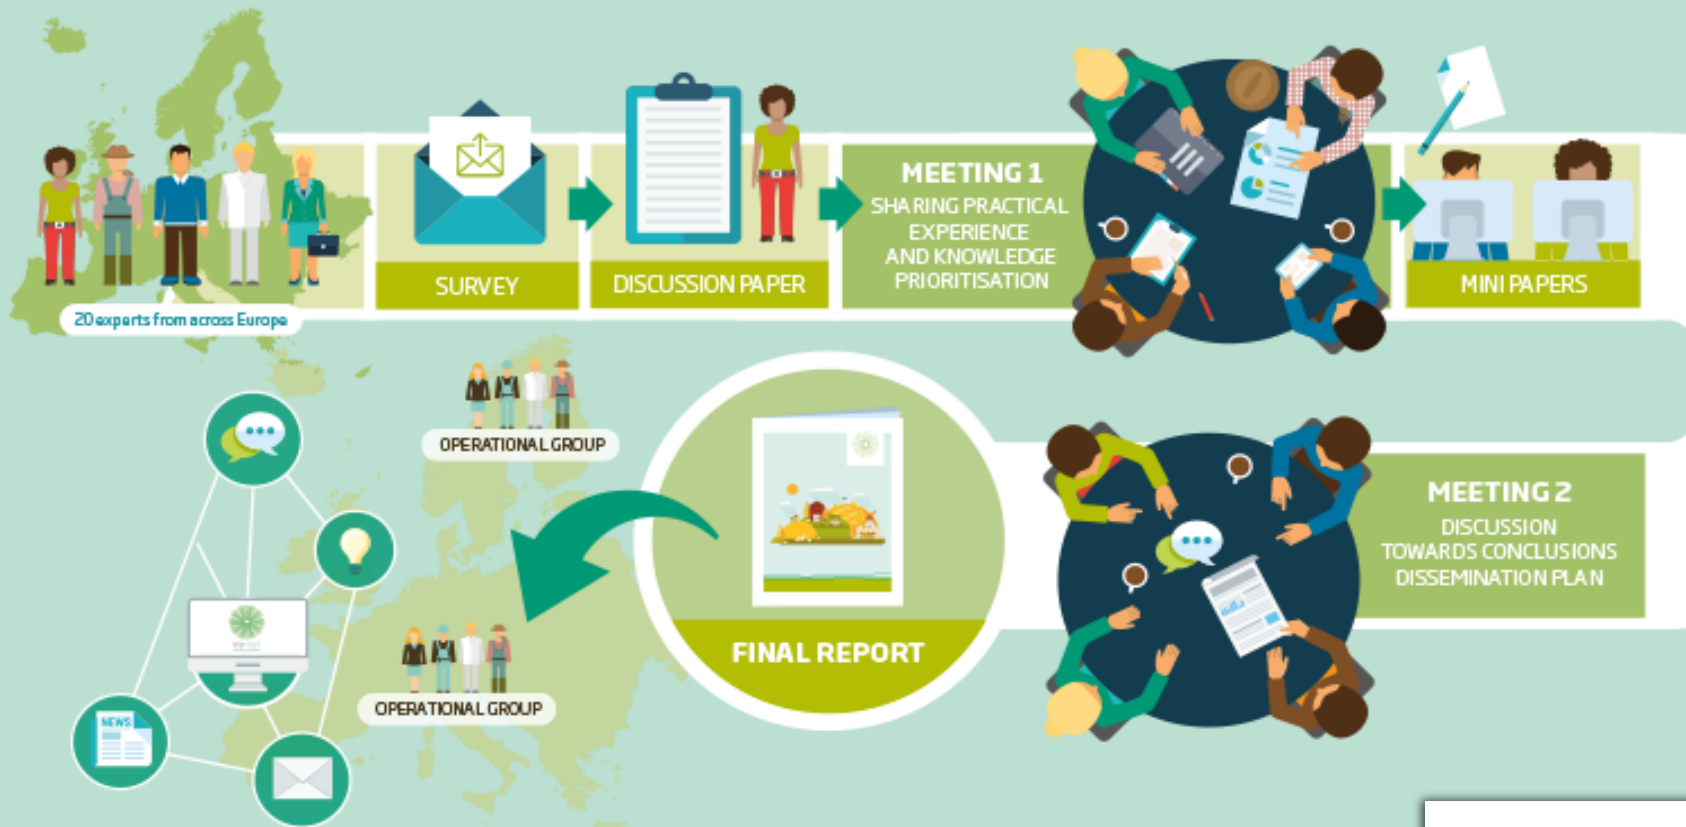 20 experts from across Europe
SURVEY
DISCUSSION PAPER
MEETING 1
SHARING PRACTICAL
EXPERIENCE
AND KNOWLEDGE
PRIORITISATION
MINI PAPERS
MEETING 2
DISCUSSION
TOWARDS CONCLUSIONS
DISSEMINATION PLAN
FINAL REPORT
OPERATIONAL GROUP
OPERATIONAL GROUP
NEWS